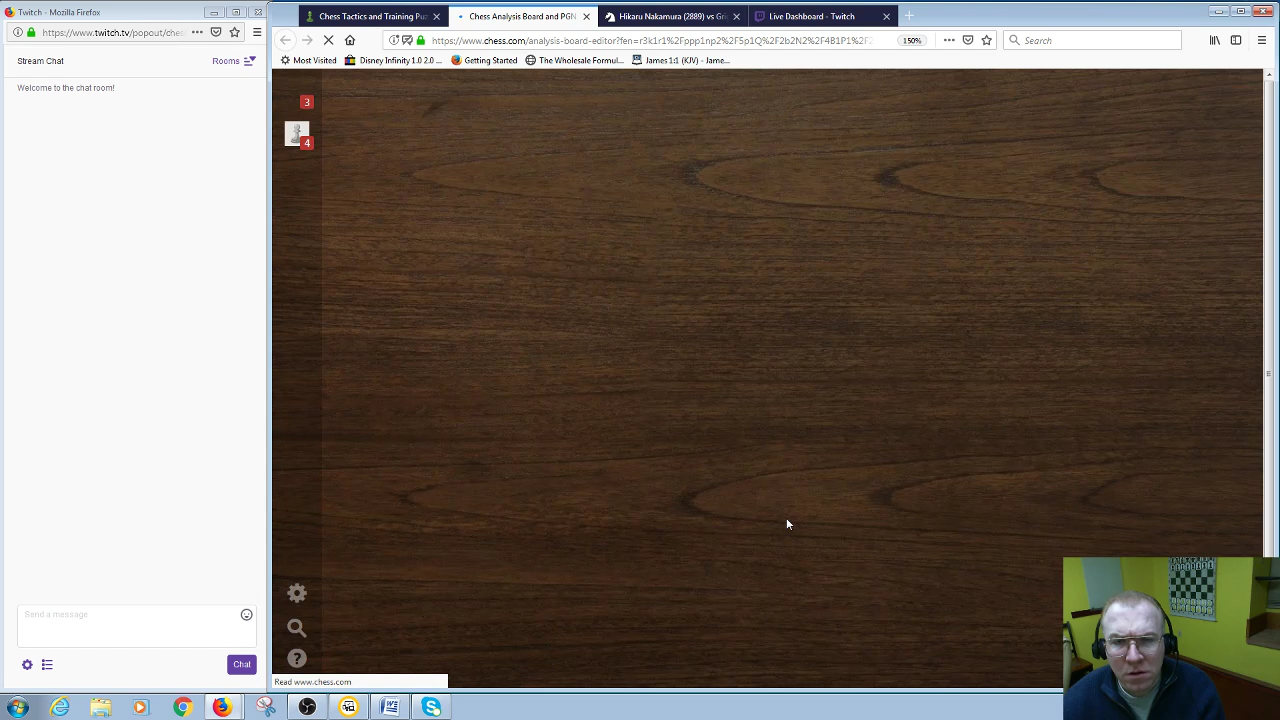 Twitch - Mozilla Firefox
https://www.twitch.tv/popout/ches
Stream Chat
Rooms
Welcome to the chat room!
Send a message
Chat
Chess Tactics and Training Puz
Chess Analysis Board and PGN
Hikaru Nakamura (2889) vs Gri
Live Dashboard - Twitch
https://www.chess.com/analysis-board-editor?fen=r3k1r1%2Fppp1np2%2F5p1Q%2F2b2N2%2F4B1P1%2F
150%
Search
Most Visited
Disney Infinity 1.0 2.0 ...
Getting Started
The Wholesale Formul...
James 1:1 (KJV) - Jame...
3
4
Read www.chess.com